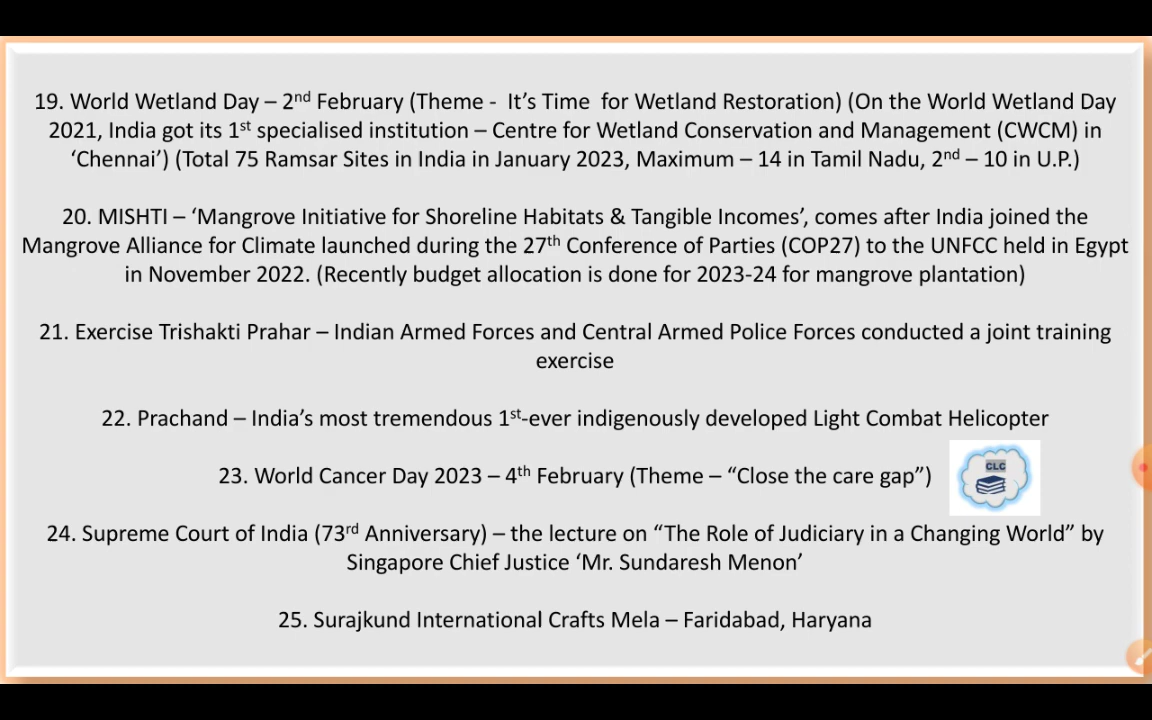 19. World Wetland Day – 2nd February (Theme - It’s Time for Wetland Restoration) (On the World Wetland Day
2021, India got its 1st specialised institution – Centre for Wetland Conservation and Management (CWCM) in
‘Chennai’) (Total 75 Ramsar Sites in India in January 2023, Maximum – 14 in Tamil Nadu, 2nd – 10 in U.P.)
20. MISHTI – ‘Mangrove Initiative for Shoreline Habitats & Tangible Incomes’, comes after India joined the
Mangrove Alliance for Climate launched during the 27th Conference of Parties (COP27) to the UNFCC held in Egypt
in November 2022. (Recently budget allocation is done for 2023-24 for mangrove plantation)
21. Exercise Trishakti Prahar – Indian Armed Forces and Central Armed Police Forces conducted a joint training
exercise
22. Prachand – India’s most tremendous 1st-ever indigenously developed Light Combat Helicopter
23. World Cancer Day 2023 – 4th February (Theme – “Close the care gap”)
CLC
24. Supreme Court of India (73rd Anniversary) – the lecture on “The Role of Judiciary in a Changing World” by
Singapore Chief Justice ‘Mr. Sundaresh Menon’
25. Surajkund International Crafts Mela – Faridabad, Haryana